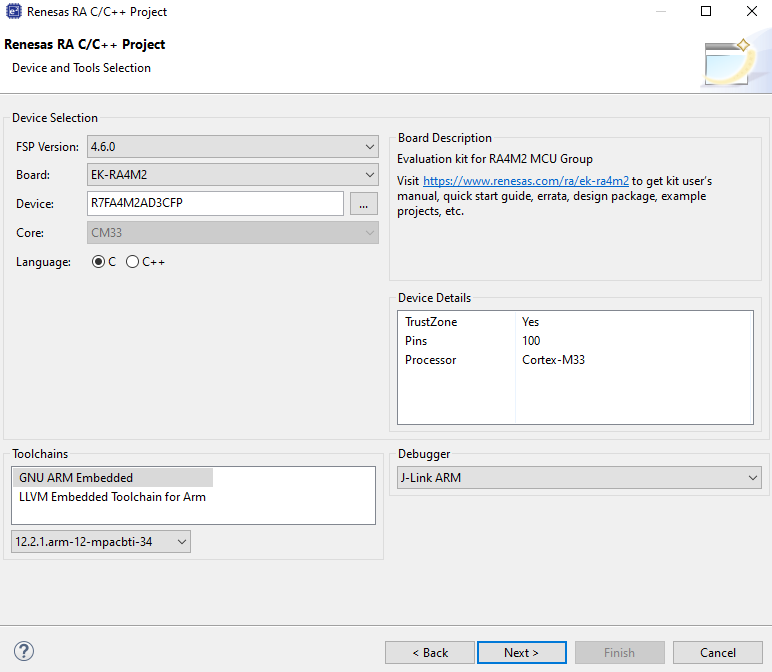 Renesas RA C/C++ Project
Renesas RA C/C++ Project
Device and Tools Selection
Device Selection
FSP Version: 4.6.0
Board: EK-RA4M2
Device: R7FA4M2AD3CFP ...
Core: CM33
Language: C C++
Board Description
Evaluation kit for RA4M2 MCU Group
Visit https://www.renesas.com/ra/ek-ra4m2 to get kit user's
manual, quick start guide, errata, design package, example
projects, etc.
Device Details
TrustZone Yes
Pins 100
Processor Cortex-M33
Toolchains
GNU ARM Embedded
LLVM Embedded Toolchain for Arm
12.2.1.arm-12-mpacbti-34
Debugger
J-Link ARM
? < Back Next > Finish Cancel